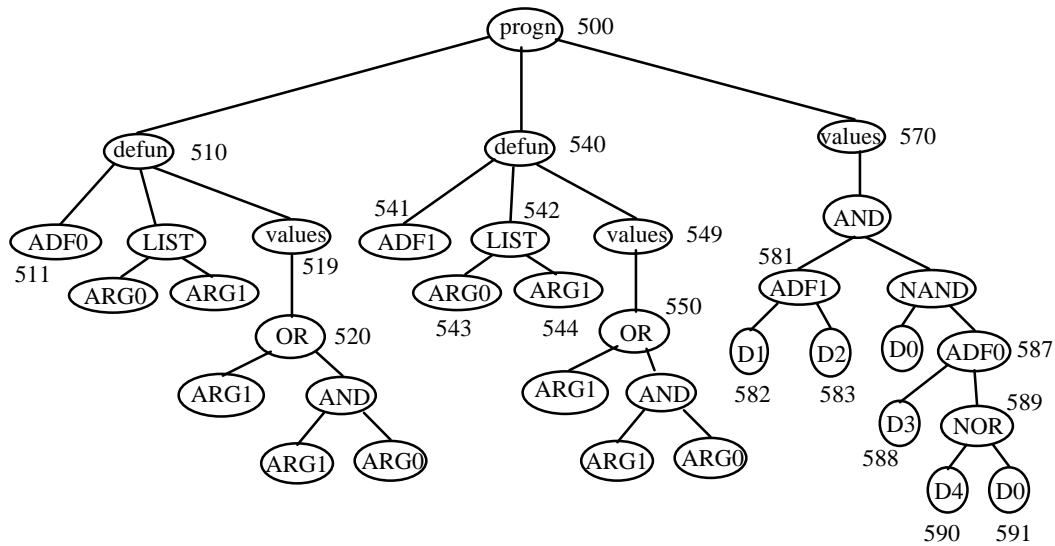 progn 500
defun 510
defun 540
values 570
541
542
AND
ADF0
LIST
values
ADF1
LIST
values 549
511
519
581
ARG0
ARG1
ARG0
ARG1
ADF1
NAND
543
544
550
OR 520
OR
D1
D2
D0
ADF0 587
582
583
ARG1
AND
ARG1
AND
589
D3
NOR
588
ARG1
ARG0
ARG1
ARG0
D4
D0
590
591